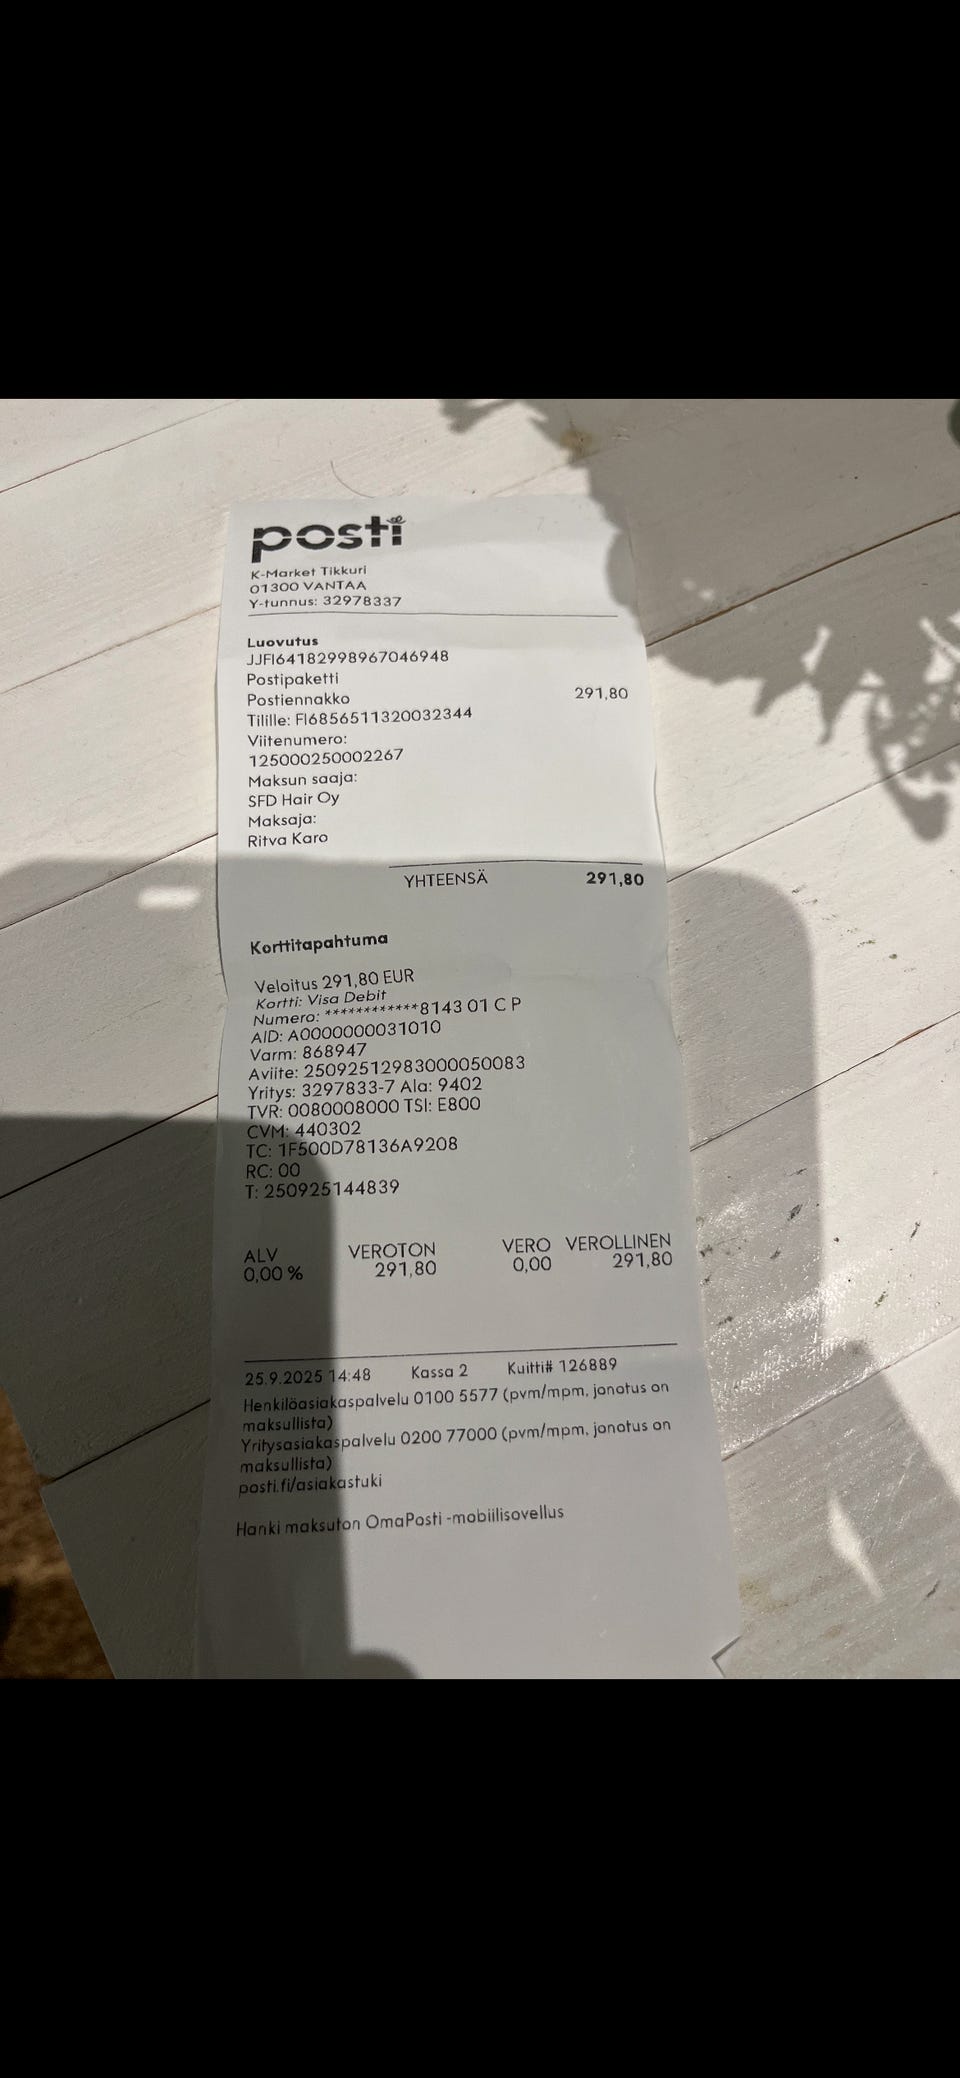 posti
K-Market Tikkuri
01300 VANTAA
Y-tunnus: 32978337
Luovutus
JJFI64182998967046948
Postipaketti
Postiennakko 291,80
Tilille: FI6856511320032344
Viitenumero:
125000250002267
Maksun saaja:
SFD Hair Oy
Maksaja:
Ritva Karo
YHTEENSÄ 291,80
Korttitapahtuma
Veloitus 291,80 EUR
Kortti: Visa Debit
Numero: ************8143 01 C P
AID: A0000000031010
Varm: 868947
Aviite: 25092512983000050083
Yritys: 3297833-7 Ala: 9402
TVR: 0080008000 TSI: E800
CVM: 440302
TC: 1F500D78136A9208
RC: 00
T: 250925144839
ALV VEROTON VERO VEROLLINEN
0,00 % 291,80 0,00 291,80
25.9.2025 14:48 Kassa 2 Kuitti# 126889
Henkilöasiakaspalvelu 0100 5577 (pvm/mpm, jonotus on
maksullista)
Yritysasiakaspalvelu 0200 77000 (pvm/mpm, jonotus on
maksullista)
posti.fi/asiakastuki
Hanki maksuton OmaPosti -mobiilisovellus